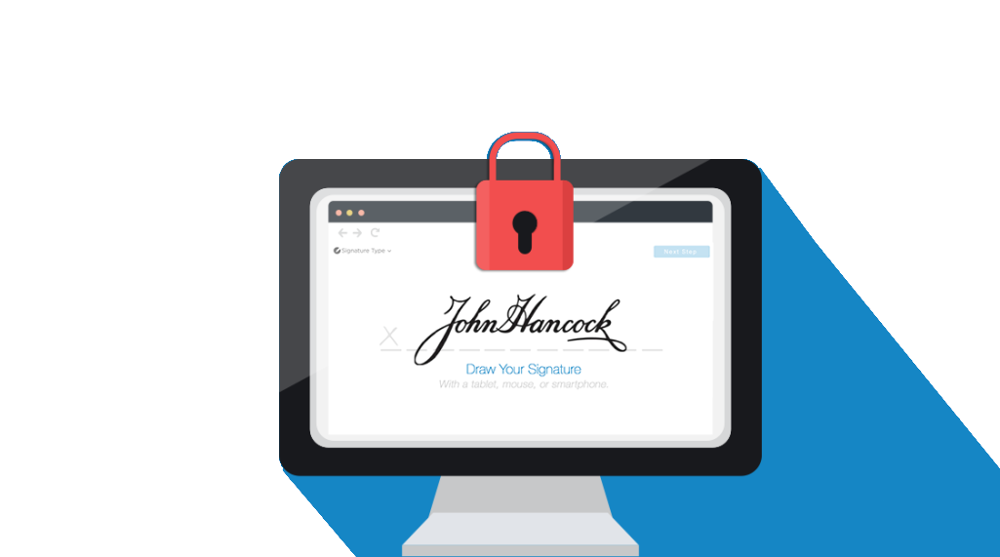 Signature Type
Next Step
John Hancock
X
Draw Your Signature
With a tablet, mouse, or smartphone.